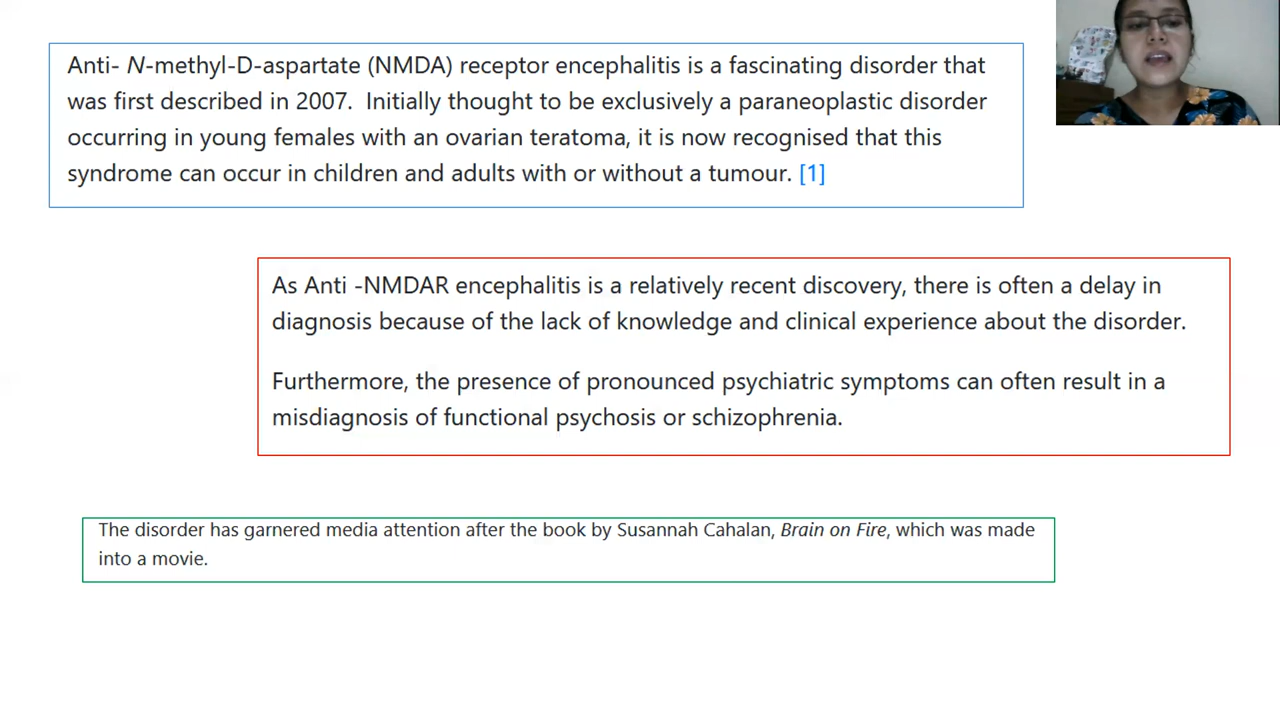 Anti- N-methyl-D-aspartate (NMDA) receptor encephalitis is a fascinating disorder that
was first described in 2007.  Initially thought to be exclusively a paraneoplastic disorder
occurring in young females with an ovarian teratoma, it is now recognised that this
syndrome can occur in children and adults with or without a tumour. [1]
As Anti -NMDAR encephalitis is a relatively recent discovery, there is often a delay in
diagnosis because of the lack of knowledge and clinical experience about the disorder.
Furthermore, the presence of pronounced psychiatric symptoms can often result in a
misdiagnosis of functional psychosis or schizophrenia.
The disorder has garnered media attention after the book by Susannah Cahalan, Brain on Fire, which was made
into a movie.